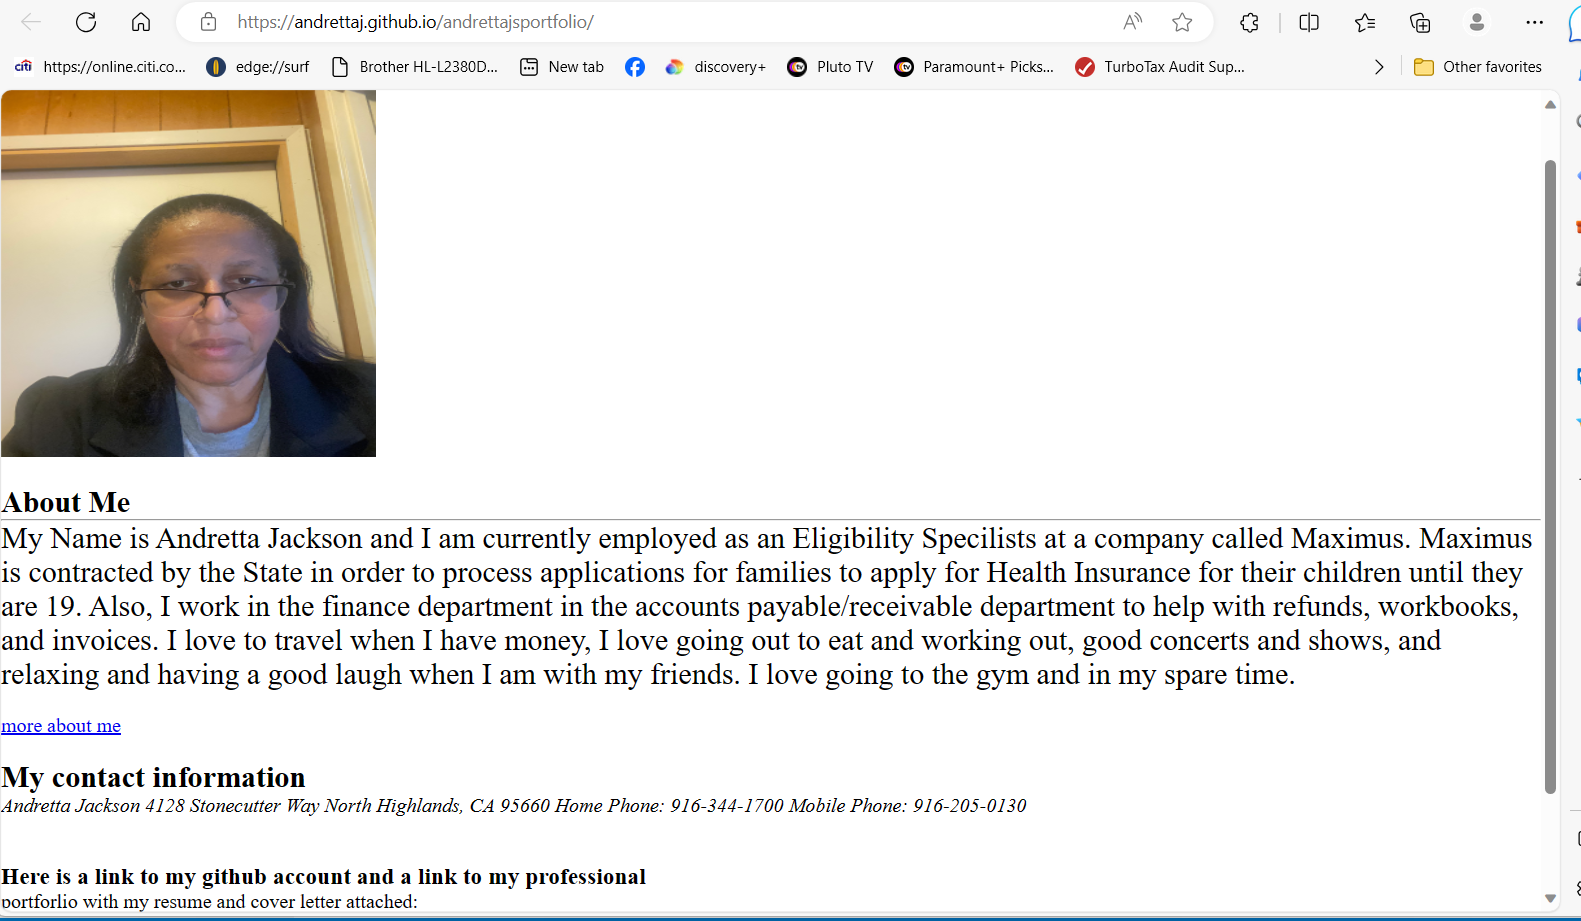 https://andrettaj.github.io/andrettajsportfolio/
citi https://online.citi.co... edge://surf Brother HL-L2380D... New tab discovery+ tv Pluto TV tv Paramount+ Picks... TurboTax Audit Sup... Other favorites
About Me
My Name is Andretta Jackson and I am currently employed as an Eligibility Specilists at a company called Maximus. Maximus
is contracted by the State in order to process applications for families to apply for Health Insurance for their children until they
are 19. Also, I work in the finance department in the accounts payable/receivable department to help with refunds, workbooks,
and invoices. I love to travel when I have money, I love going out to eat and working out, good concerts and shows, and
relaxing and having a good laugh when I am with my friends. I love going to the gym and in my spare time.
more about me
My contact information
Andretta Jackson 4128 Stonecutter Way North Highlands, CA 95660 Home Phone: 916-344-1700 Mobile Phone: 916-205-0130
Here is a link to my github account and a link to my professional
portforlio with my resume and cover letter attached: